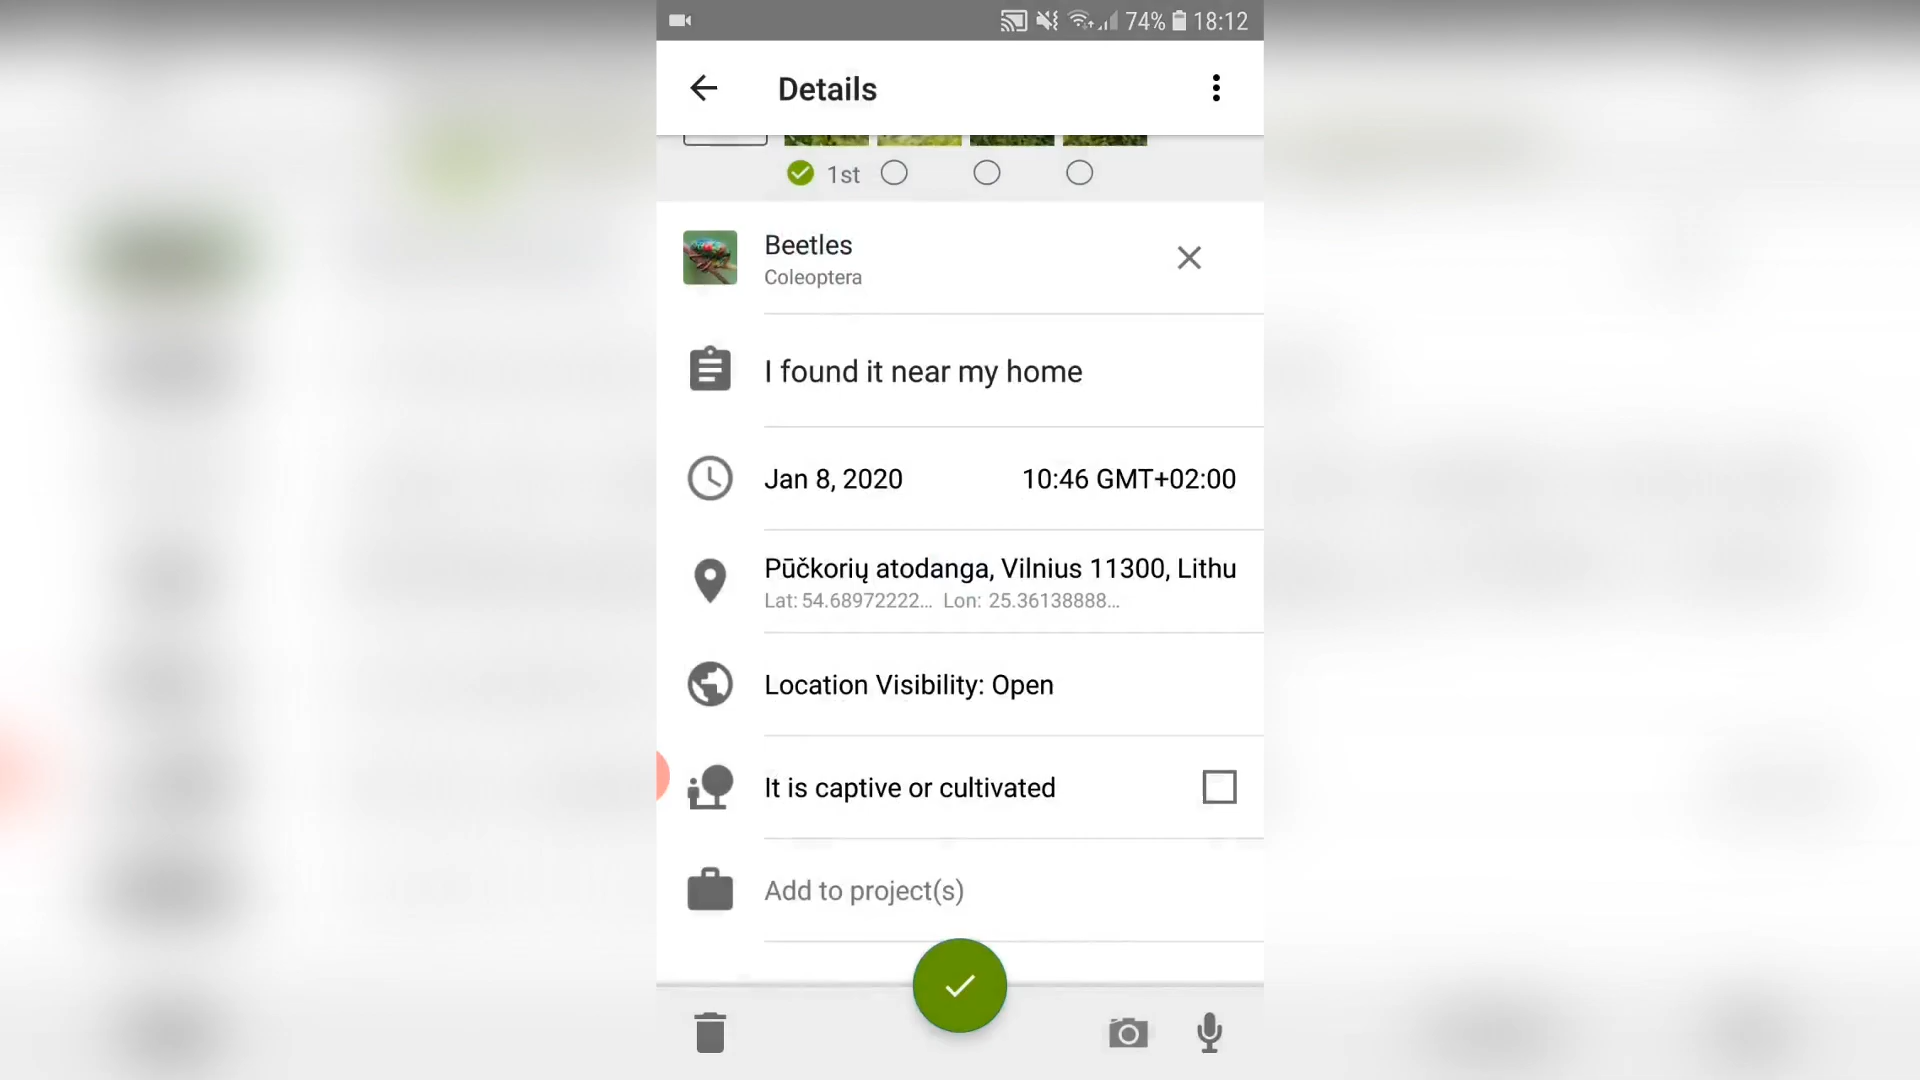 74% 18:12
Details
1st
Beetles
Coleoptera
I found it near my home
Jan 8, 2020 10:46 GMT+02:00
Pūčkorių atodanga, Vilnius 11300, Lithu
Lat: 54.68972222... Lon: 25.36138888...
Location Visibility: Open
It is captive or cultivated
Add to project(s)